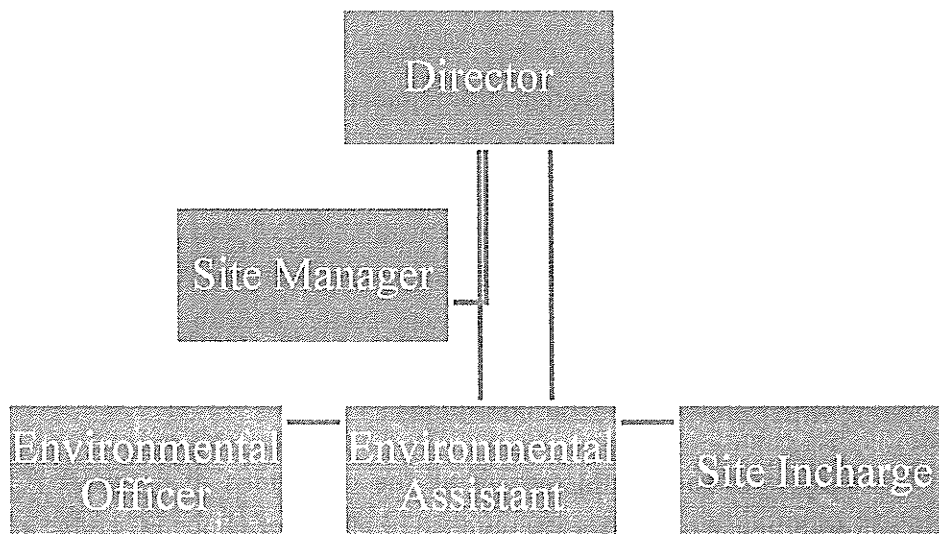 Director
Site Manager
Environmental
Officer
Environmental
Assistant
Site Incharge